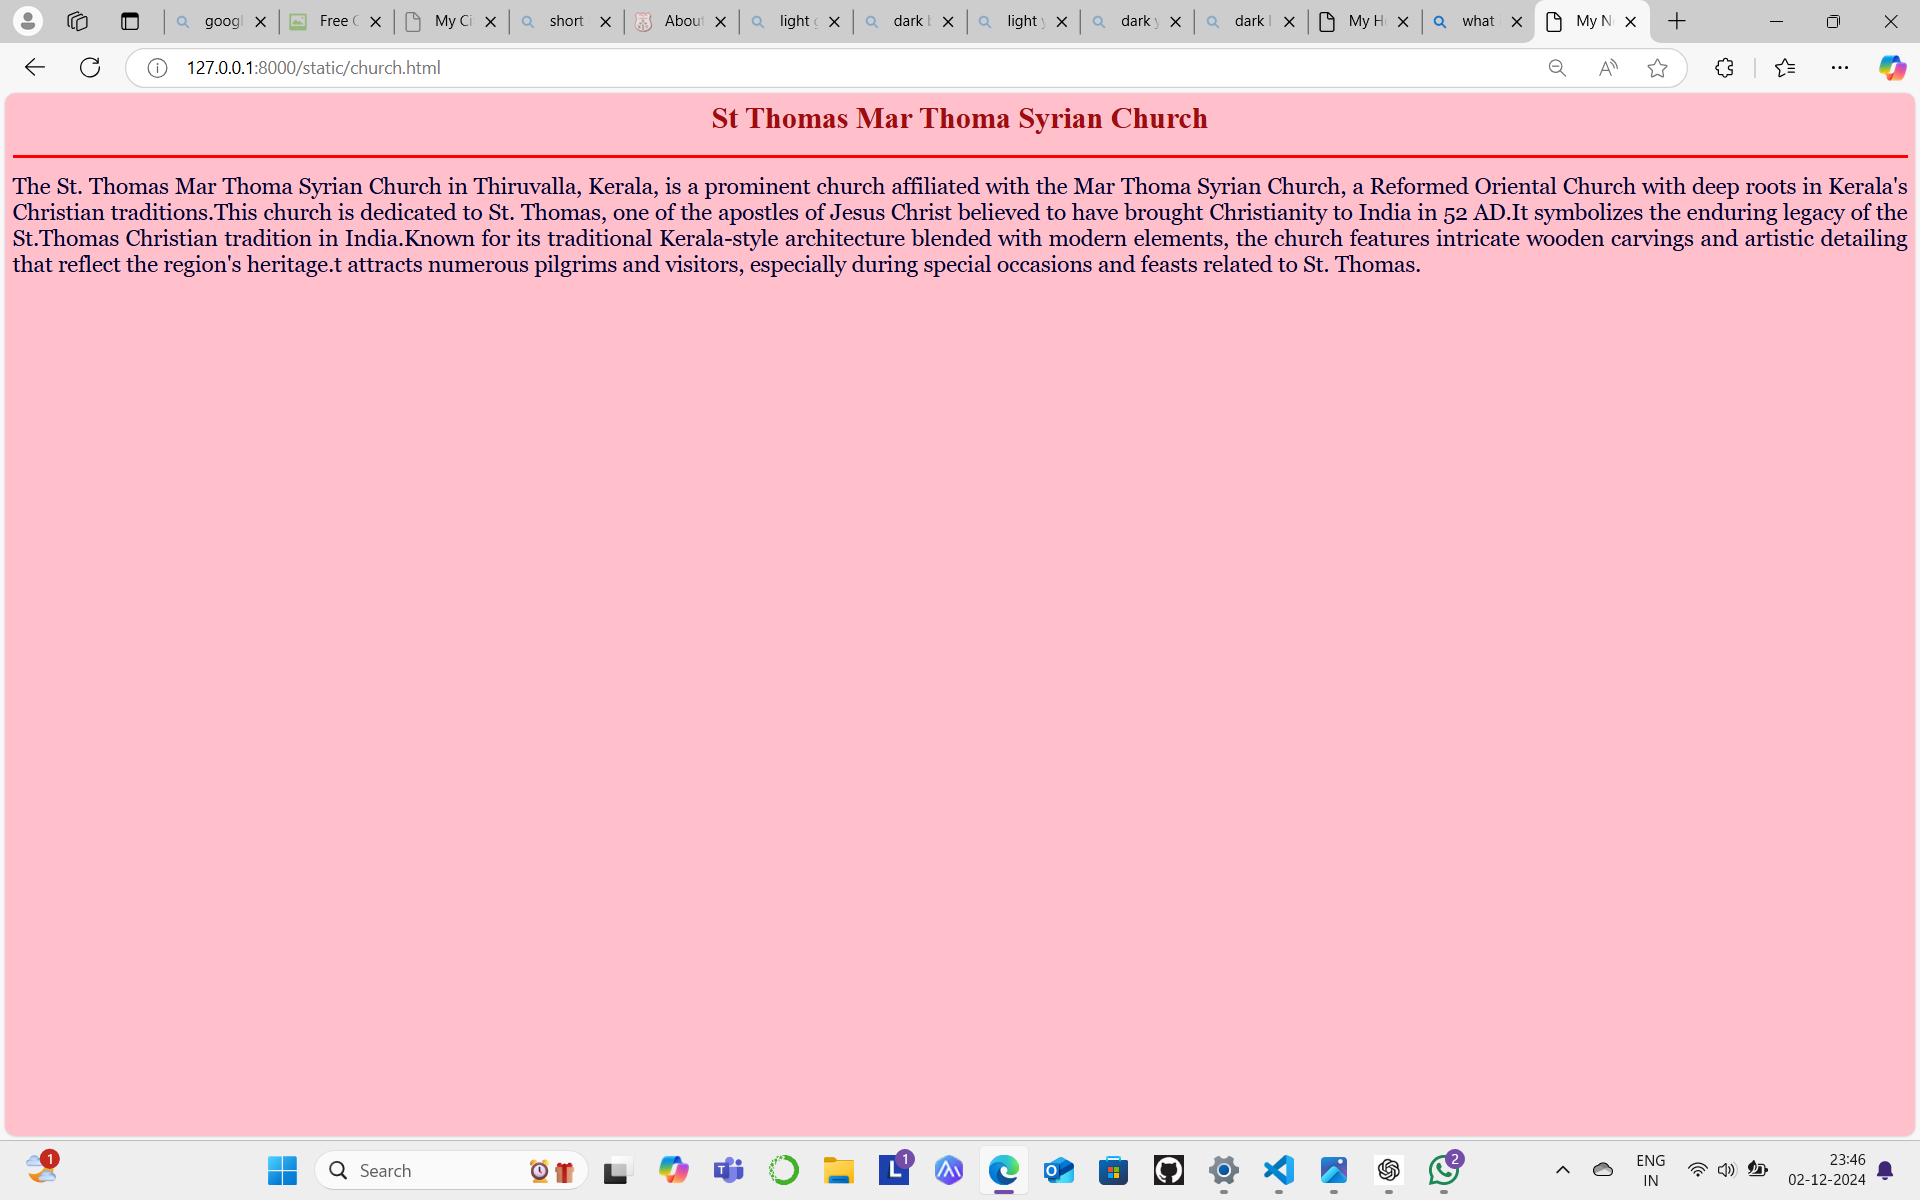 googl
Free C
My Ci
short
About
light g
dark b
light y
dark y
dark l
My H
what
My N
127.0.0.1:8000/static/church.html
St Thomas Mar Thoma Syrian Church
The St. Thomas Mar Thoma Syrian Church in Thiruvalla, Kerala, is a prominent church affiliated with the Mar Thoma Syrian Church, a Reformed Oriental Church with deep roots in Kerala's
Christian traditions.This church is dedicated to St. Thomas, one of the apostles of Jesus Christ believed to have brought Christianity to India in 52 AD.It symbolizes the enduring legacy of the
St.Thomas Christian tradition in India.Known for its traditional Kerala-style architecture blended with modern elements, the church features intricate wooden carvings and artistic detailing
that reflect the region's heritage.t attracts numerous pilgrims and visitors, especially during special occasions and feasts related to St. Thomas.
1
Search
1
2
ENG
IN
23:46
02-12-2024